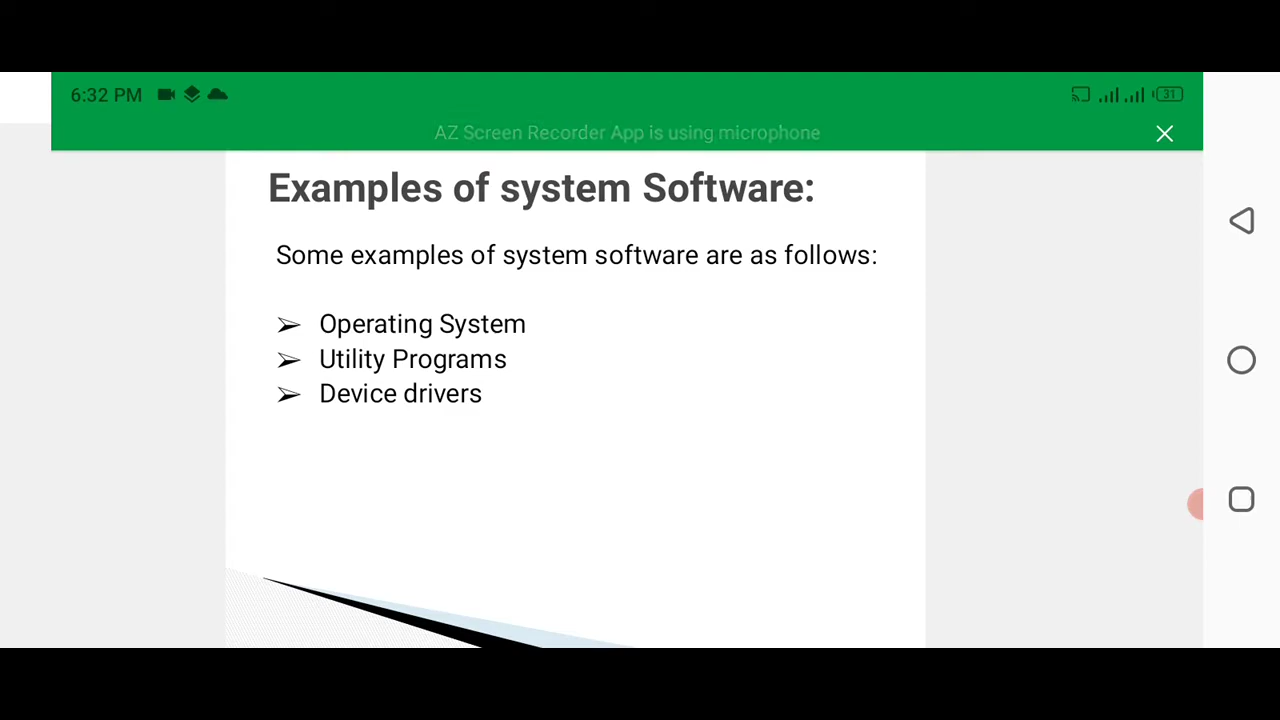 6:32 PM
31
AZ Screen Recorder App is using microphone
Examples of system Software:
Some examples of system software are as follows:
➢ Operating System
➢ Utility Programs
➢ Device drivers